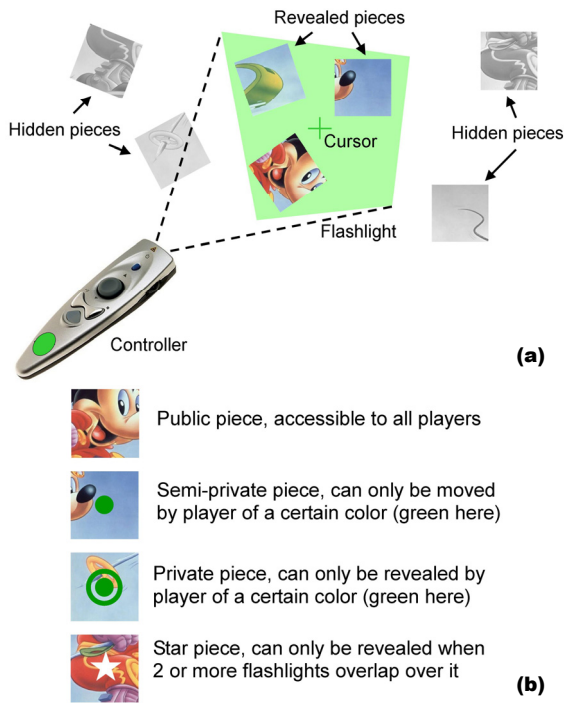 Revealed pieces
Hidden pieces
Hidden pieces
Cursor
Flashlight
Controller
(a)
Public piece, accessible to all players
Semi-private piece, can only be moved
by player of a certain color (green here)
Private piece, can only be revealed by
player of a certain color (green here)
Star piece, can only be revealed when
2 or more flashlights overlap over it
(b)